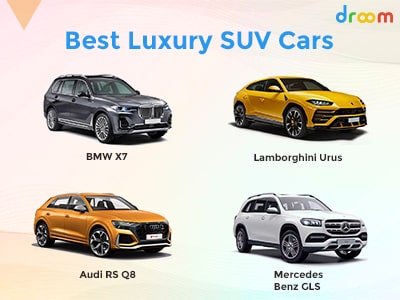 droom
Best Luxury SUV Cars
BMW X7
Lamborghini Urus
Audi RS Q8
Mercedes
Benz GLS